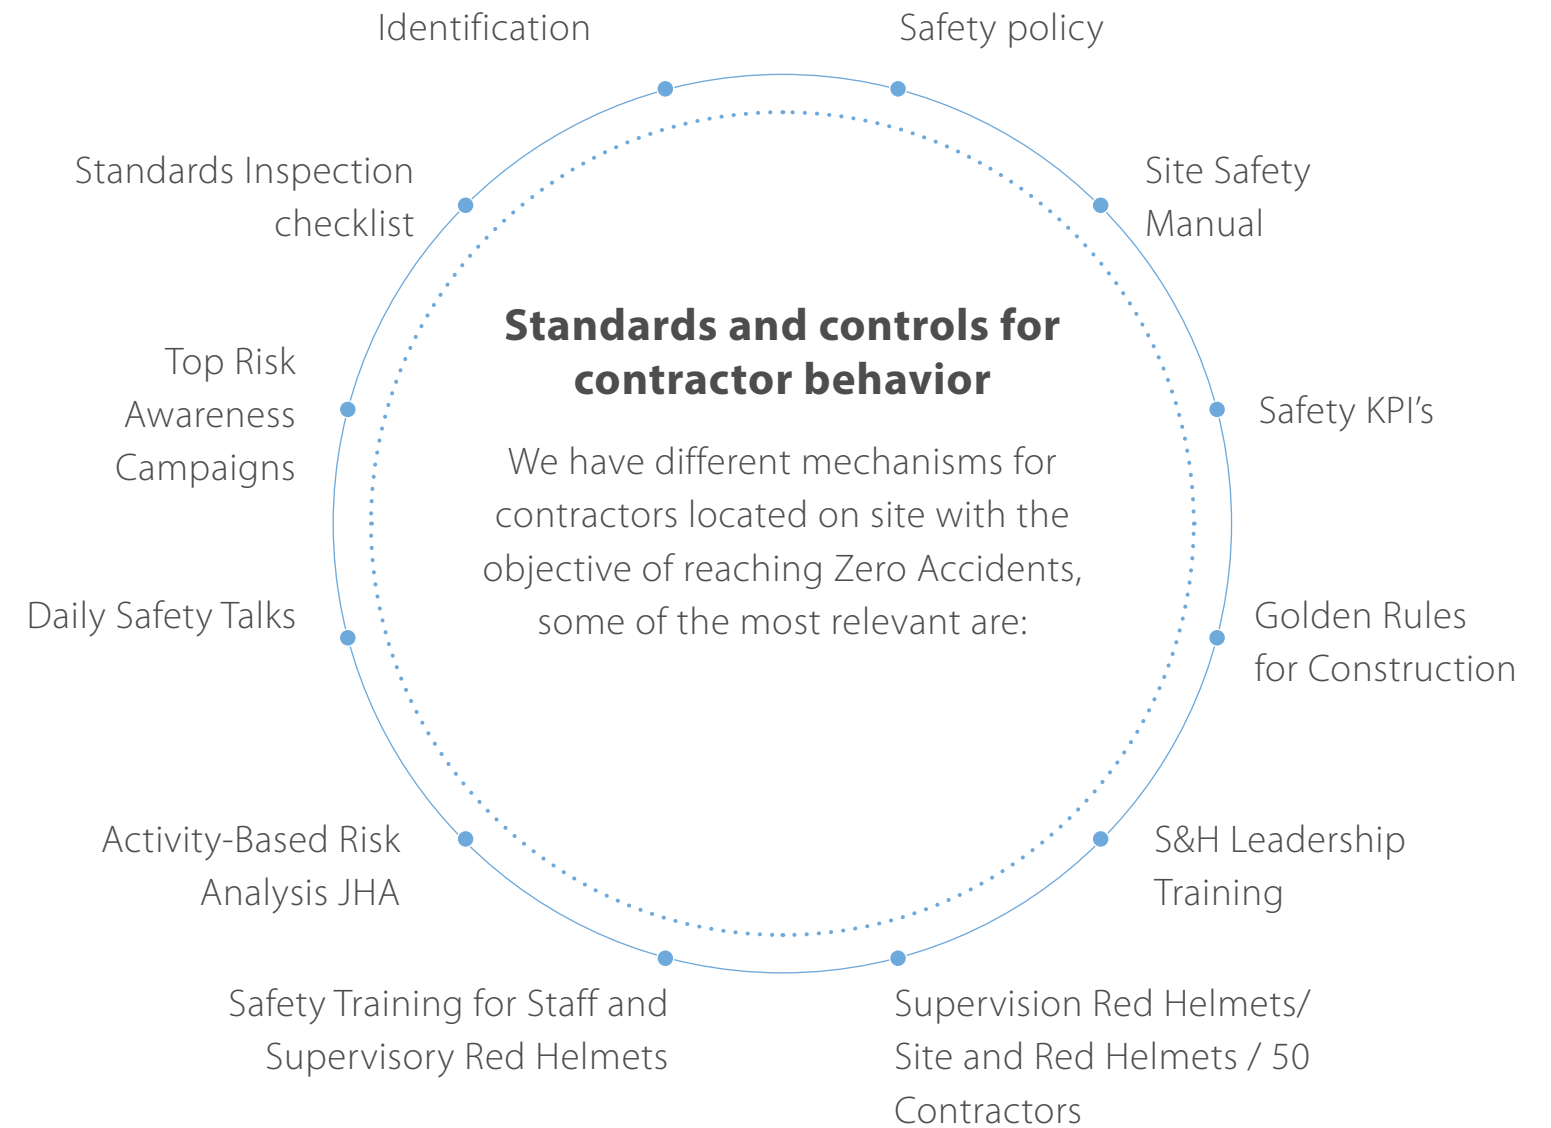 Identification
Safety policy
Standards Inspection
checklist
Site Safety
Manual
Standards and controls for
contractor behavior
We have different mechanisms for
contractors located on site with the
objective of reaching Zero Accidents,
some of the most relevant are:
Top Risk
Awareness
Campaigns
Safety KPI’s
Daily Safety Talks
Golden Rules
for Construction
Activity-Based Risk
Analysis JHA
S&H Leadership
Training
Safety Training for Staff and
Supervisory Red Helmets
Supervision Red Helmets/
Site and Red Helmets / 50
Contractors